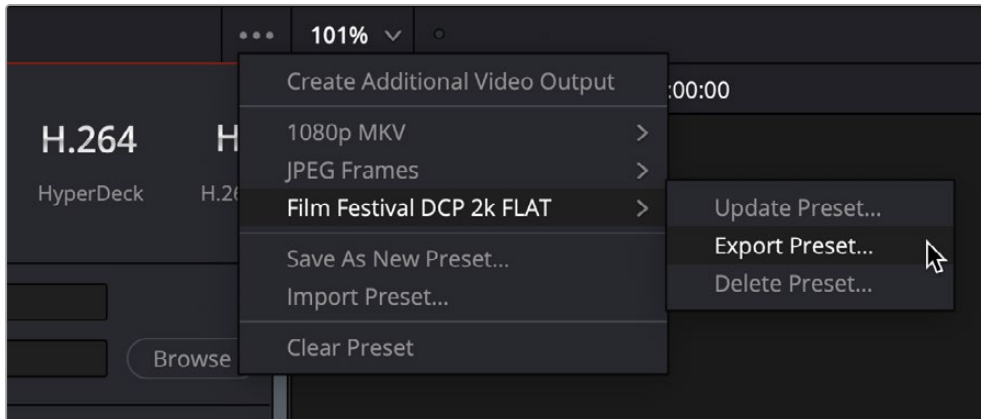 ••• 101%
Create Additional Video Output
:00:00
H.264 H
1080p MKV
JPEG Frames
HyperDeck H.26
Film Festival DCP 2k FLAT
Update Preset...
Export Preset...
Delete Preset...
Save As New Preset...
Import Preset...
Clear Preset
Browse